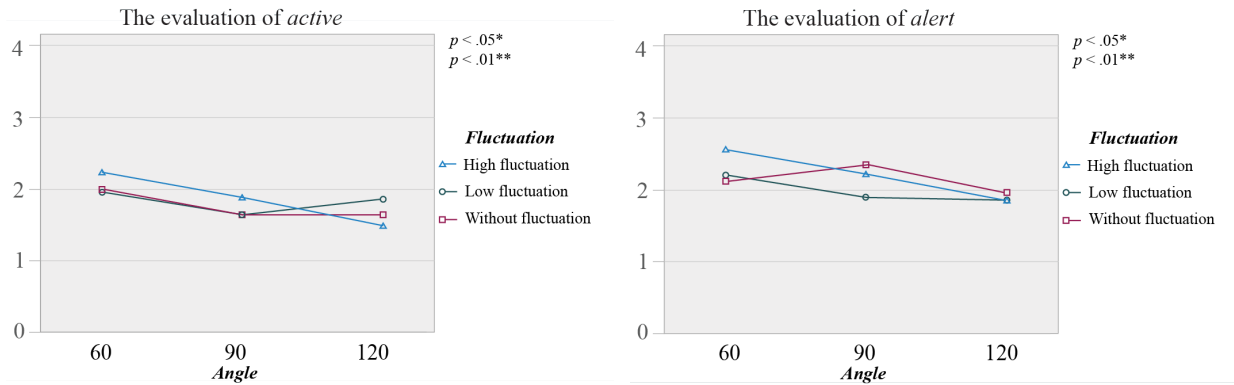 The evaluation of active
4
3
2
1
0
60 90 120
Angle
p < .05*
p < .01**
Fluctuation
High fluctuation
Low fluctuation
Without fluctuation
The evaluation of alert
4
3
2
1
0
60 90 120
Angle
p < .05*
p < .01**
Fluctuation
High fluctuation
Low fluctuation
Without fluctuation